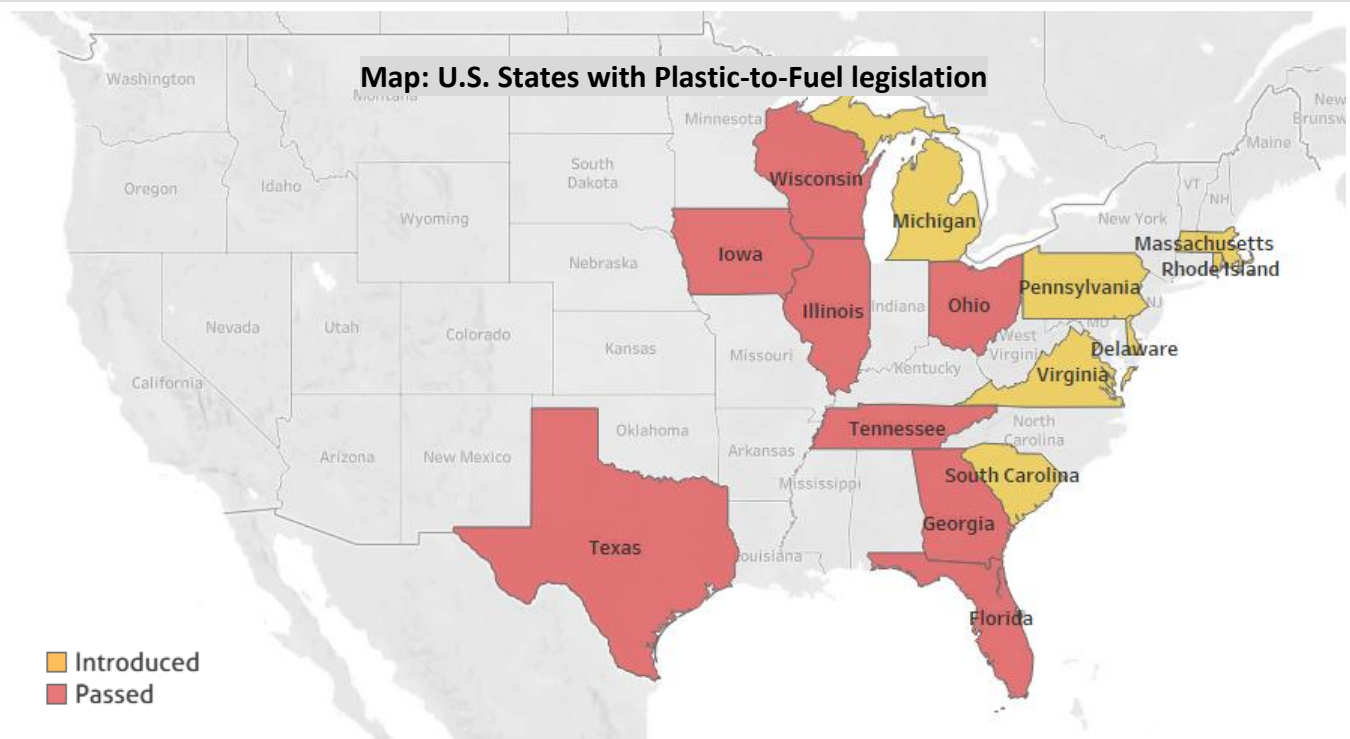 Map: U.S. States with Plastic-to-Fuel legislation
Washington
Montana
Minnesota
New
Brunsw
Maine
South
Dakota
Wisconsin
VT
NH
Oregon
Idaho
Wyoming
Michigan
New York
Massachusetts
Rhode Island
Iowa
Nebraska
Pennsylvania
NJ
Illinois
Indiana
Ohio
Nevada
Utah
Colorado
Kansas
Missouri
West
Virgini
MD
Delaware
California
Kentucky
Virginia
Tennessee
North
Carolina
Oklahoma
Arkansas
Arizona
New Mexico
Mississippi
South Carolina
Georgia
Texas
ouisiana
Florida
Introduced
Passed